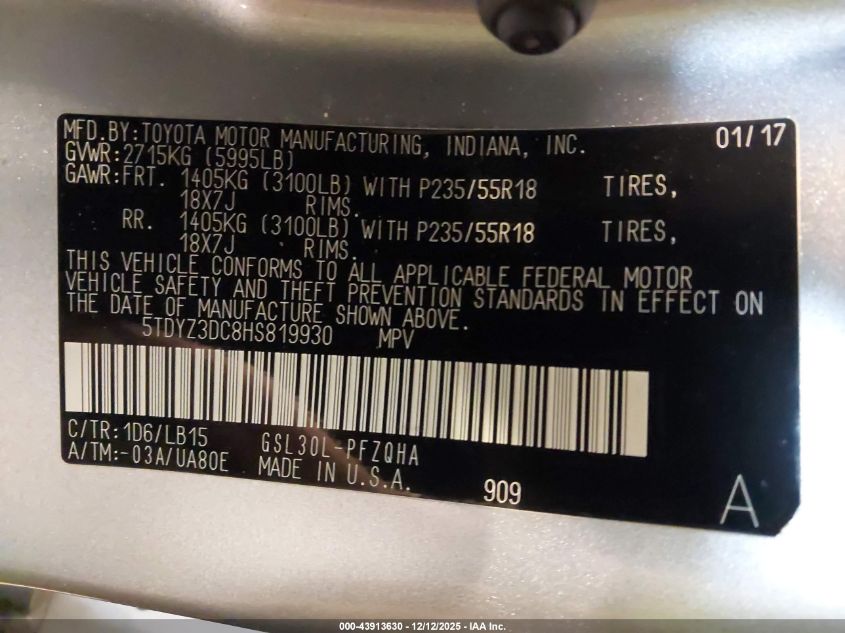 MFD.BY:TOYOTA MOTOR MANUFACTURING, INDIANA, INC. 01/17
GVWR:2715KG (5995LB)
GAWR:FRT. 1405KG (3100LB) WITH P235/55R18 TIRES,
18X7J RIMS.
RR. 1405KG (3100LB) WITH P235/55R18 TIRES,
18X7J RIMS.
THIS VEHICLE CONFORMS TO ALL APPLICABLE FEDERAL MOTOR
VEHICLE SAFETY AND THEFT PREVENTION STANDARDS IN EFFECT ON
THE DATE OF MANUFACTURE SHOWN ABOVE.
5TDYZ3DC8HS819930 MPV
C/TR:1D6/LB15 GSL30L-PFZQHA
A/TM:-03A/UA80E MADE IN U.S.A.
909 A
000-43913630 - 12/12/2025 - IAA Inc.